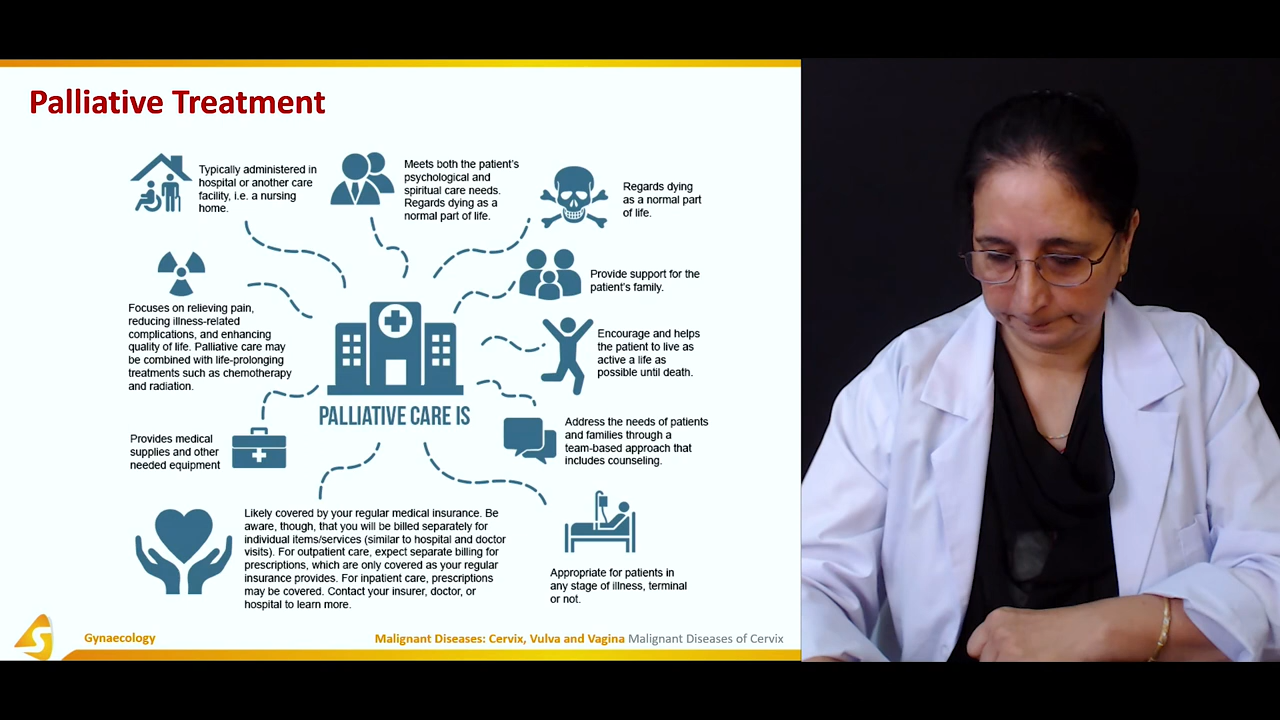 Palliative Treatment
Typically administered in
hospital or another care
facility, i.e. a nursing
home.
Meets both the patient's
psychological and
spiritual care needs.
Regards dying as a
normal part of life.
Regards dying
as a normal part
of life.
Provide support for the
patient's family.
Focuses on relieving pain,
reducing illness-related
complications, and enhancing
quality of life. Palliative care may
be combined with life-prolonging
treatments such as chemotherapy
and radiation.
Encourage and helps
the patient to live as
active a life as
possible until death.
PALLIATIVE CARE IS
Provides medical
supplies and other
needed equipment
Address the needs of patients
and families through a
team-based approach that
includes counseling.
Likely covered by your regular medical insurance. Be
aware, though, that you will be billed separately for
individual items/services (similar to hospital and doctor
visits). For outpatient care, expect separate billing for
prescriptions, which are only covered as your regular
insurance provides. For inpatient care, prescriptions
may be covered. Contact your insurer, doctor, or
hospital to learn more.
Appropriate for patients in
any stage of illness, terminal
or not.
Gynaecology
Malignant Diseases: Cervix, Vulva and Vagina Malignant Diseases of Cervix